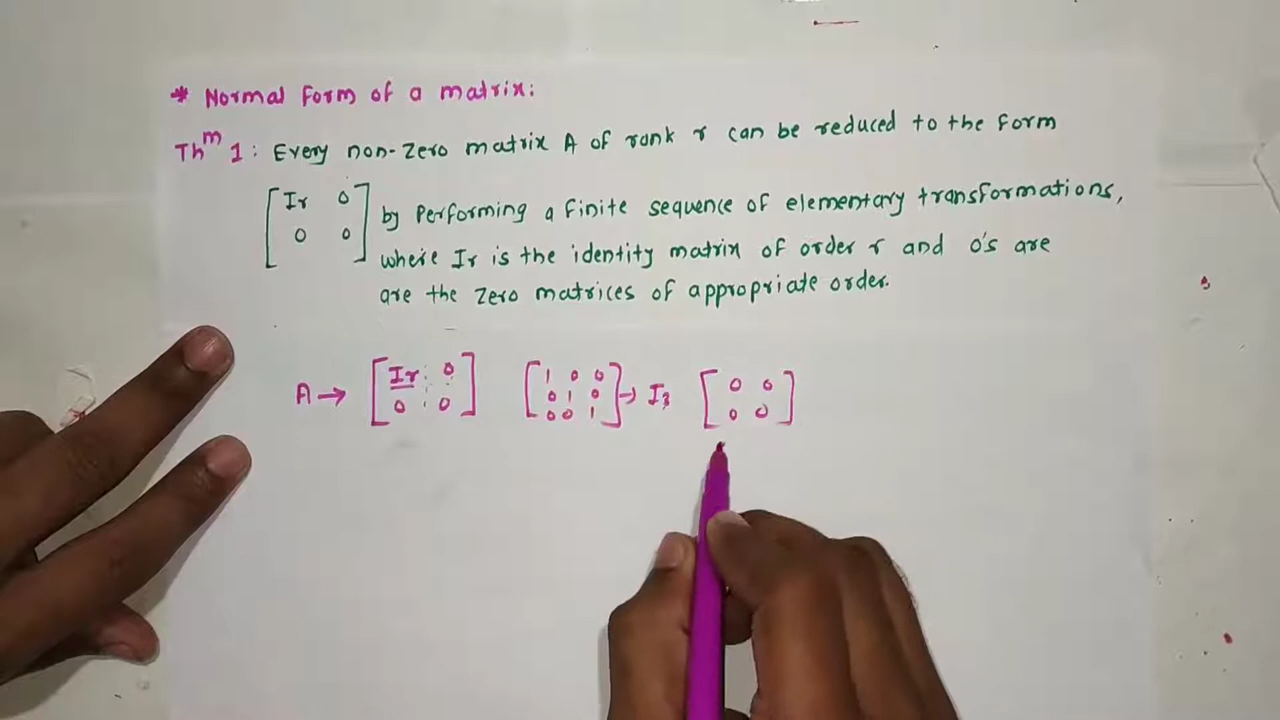 * Normal Form of a matrix:
Thm 1: Every non-zero matrix A of rank r can be reduced to the form
[Ir 0
0 0] by performing a finite sequence of elementary transformations,
where Ir is the identity matrix of order r and 0's are
are the zero matrices of appropriate order.
A → [Ir 0 [1 0 0 [0 0
0 0] 0 1 0 → I3 0 0]
0 0 1]